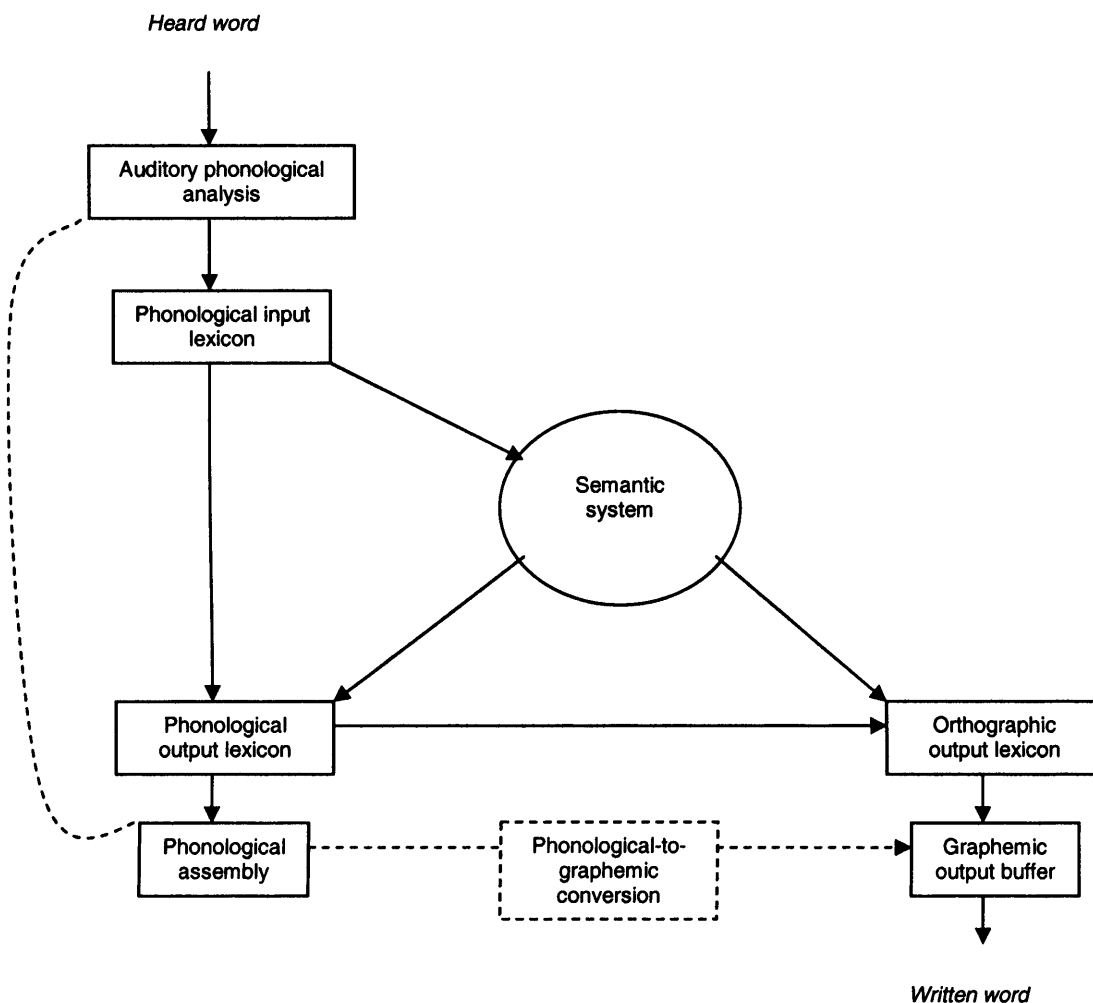 Heard word
Auditory phonological
analysis
Phonological input
lexicon
Semantic
system
Phonological
output lexicon
Orthographic
output lexicon
Phonological
assembly
Phonological-to-
graphemic
conversion
Graphemic
output buffer
Written word